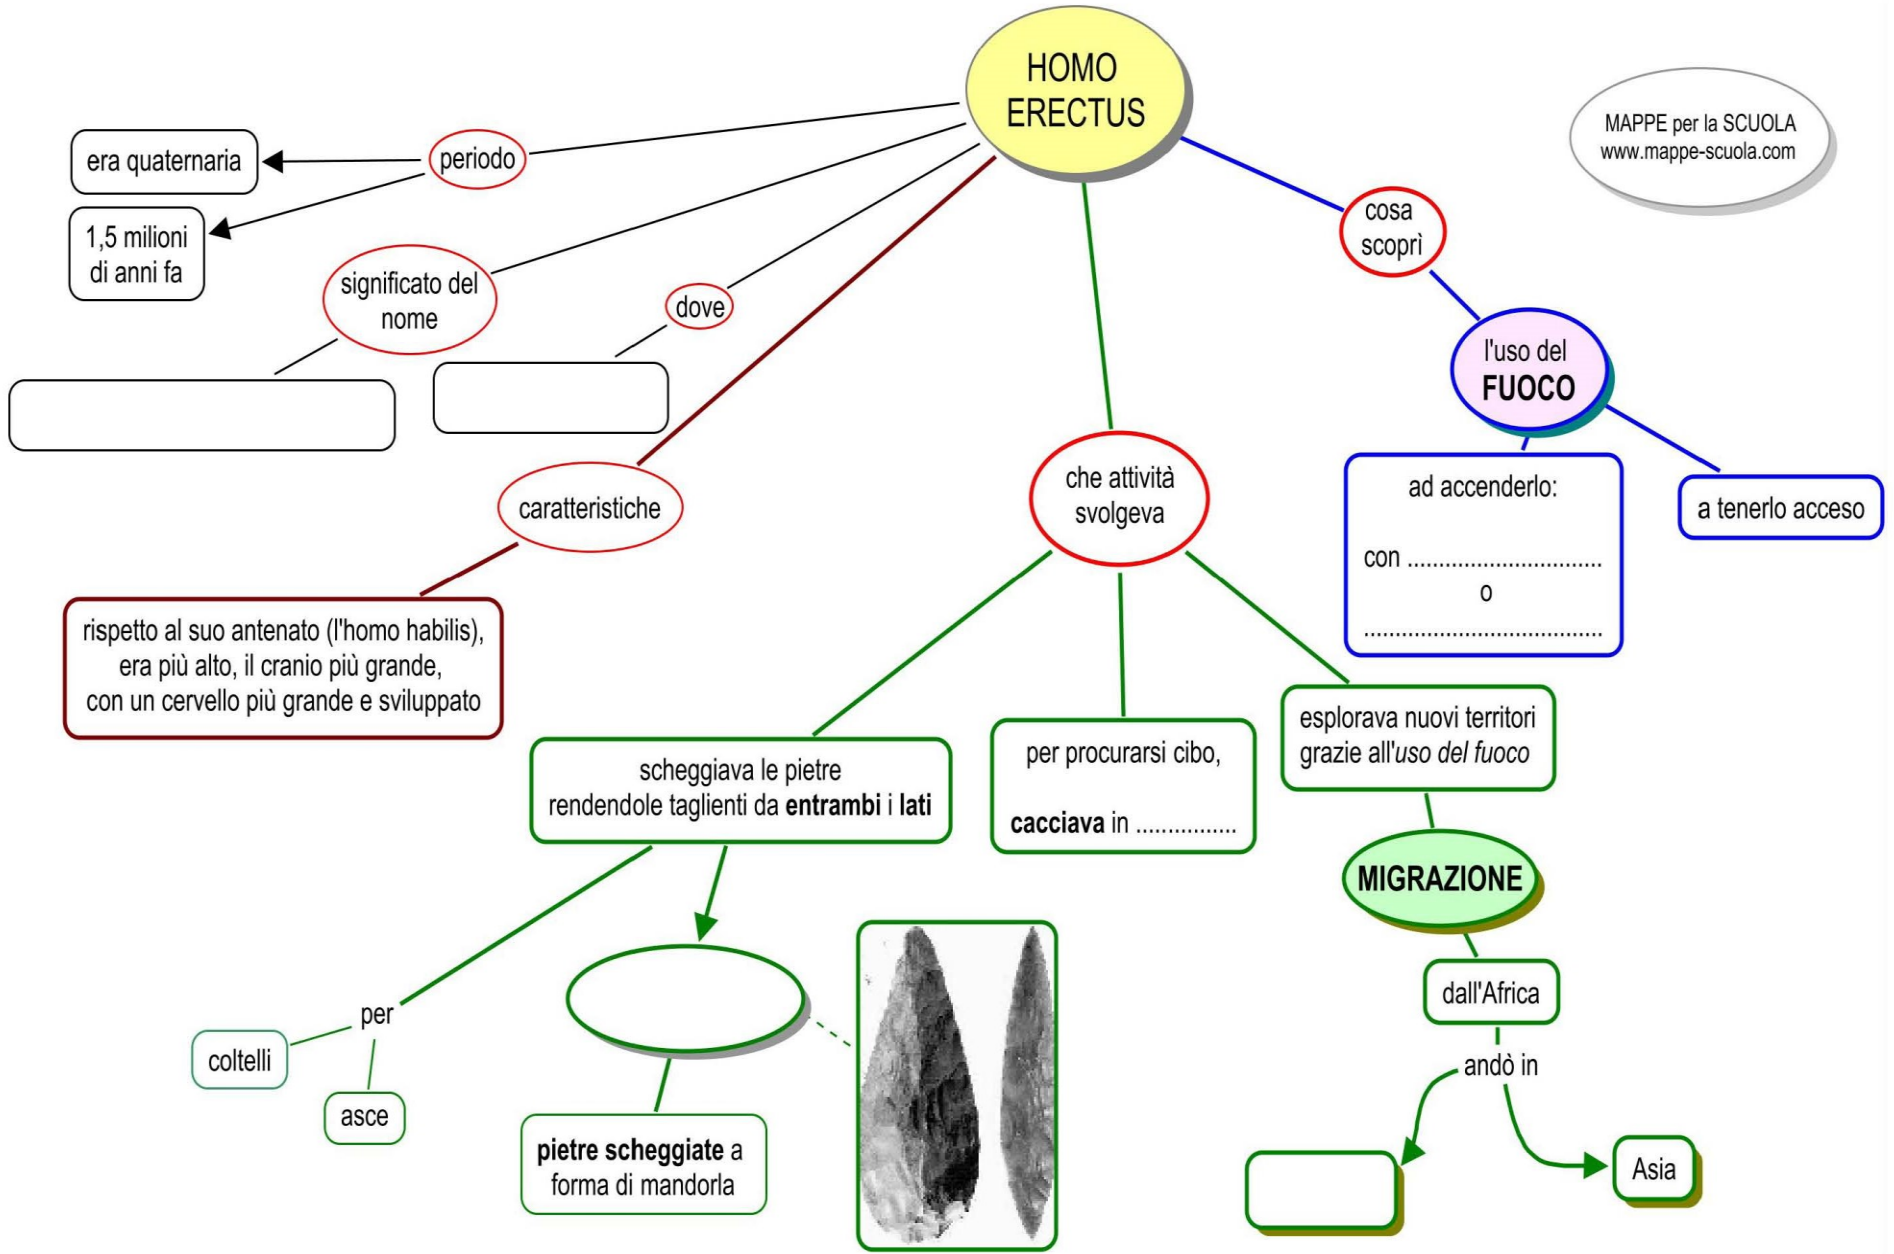 HOMO
ERECTUS
MAPPE per la SCUOLA
www.mappe-scuola.com
era quaternaria
periodo
1,5 milioni
di anni fa
significato del
nome
dove
cosa
scoprì
l'uso del
FUOCO
caratteristiche
che attività
svolgeva
ad accenderlo:
con ................................
o
.......................................
a tenerlo acceso
rispetto al suo antenato (l'homo habilis),
era più alto, il cranio più grande,
con un cervello più grande e sviluppato
scheggiava le pietre
rendendole taglienti da entrambi i lati
per procurarsi cibo,
cacciava in ................
esplorava nuovi territori
grazie all'uso del fuoco
MIGRAZIONE
dall'Africa
andò in
Asia
per
coltelli
asce
pietre scheggiate a
forma di mandorla